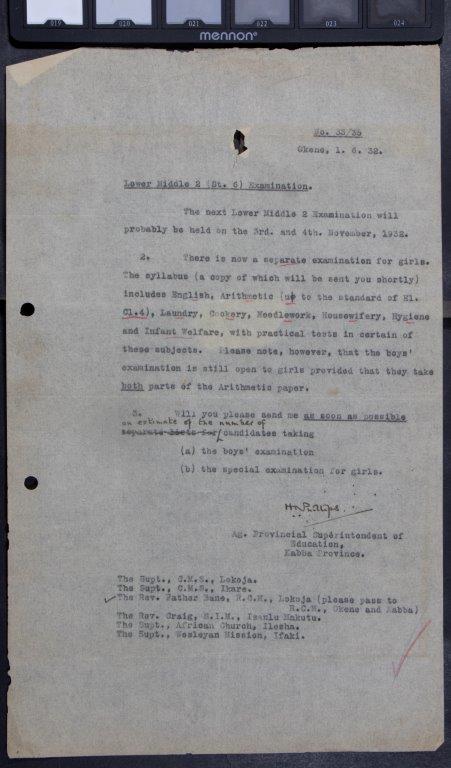 019 020 021 022 023 024
mennon
No. 33/35
Okene, 1. 6. 32.
Lower Middle 2 (St. 6) Examination.
The next Lower Middle 2 Examination will
probably be held on the 3rd. and 4th. November, 1932.
2. There is now a separate examination for girls.
The syllabus (a copy of which will be sent you shortly)
includes English, Arithmetic (up to the standard of El.
Cl.4), Laundry, Cookery, Needlework, Housewifery, Hygiene
and Infant Welfare, with practical tests in certain of
these subjects. Please note, however, that the boys'
examination is still open to girls provided that they take
both parts of the Arithmetic paper.
3. Will you please send me as soon as possible
an estimate of the number of
separate lists for candidates taking
(a) the boys' examination
(b) the special examination for girls.
Ag. Provincial Superintendent of
Education,
Kabba Province.
The Supt., C.M.S., Lokoja.
The Supt., C.M.S., Ikare.
The Rev. Father Bane, R.C.M., Lokoja (please pass to
R.C.M., Okene and Kabba)
The Rev. Craig, S.I.M., Isanlu Makutu.
The Supt., African Church, Ilesha.
The Supt., Wesleyan Mission, Ifaki.